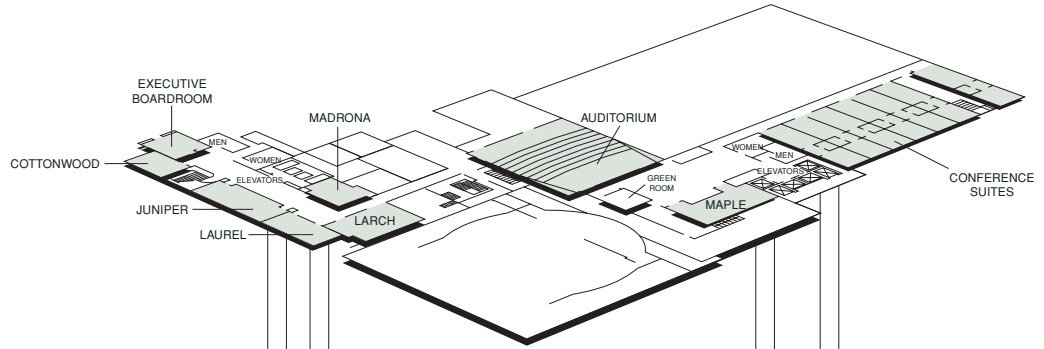 EXECUTIVE
BOARDROOM
MADRONA
AUDITORIUM
COTTONWOOD
MEN
WOMEN
ELEVATORS
WOMEN
MEN
ELEVATORS
GREEN
ROOM
CONFERENCE
SUITES
JUNIPER
LARCH
MAPLE
LAUREL